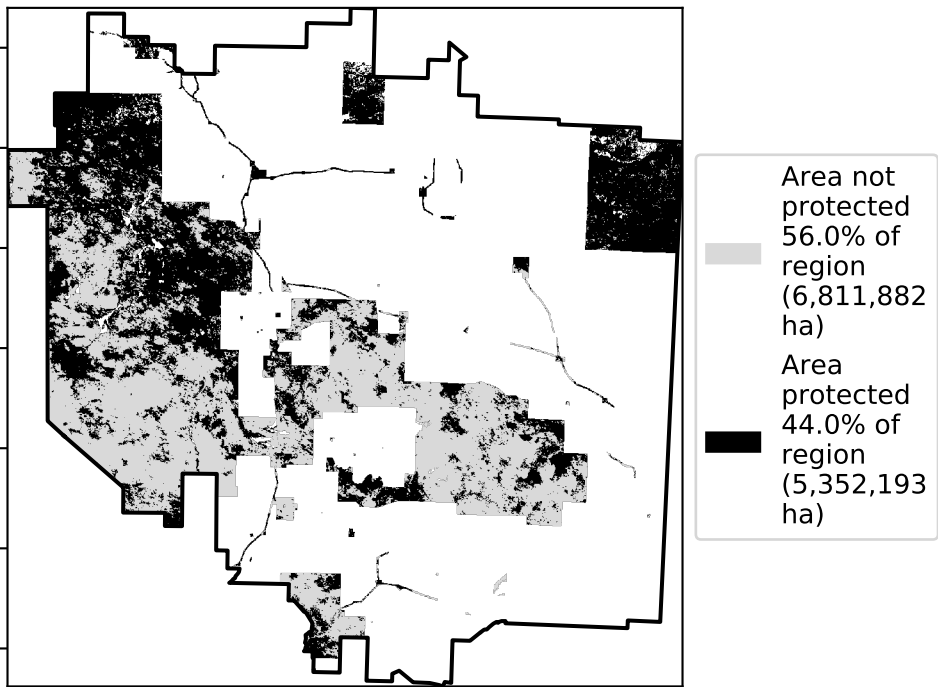 Area not
protected
56.0% of
region
(6,811,882
ha)
Area
protected
44.0% of
region
(5,352,193
ha)